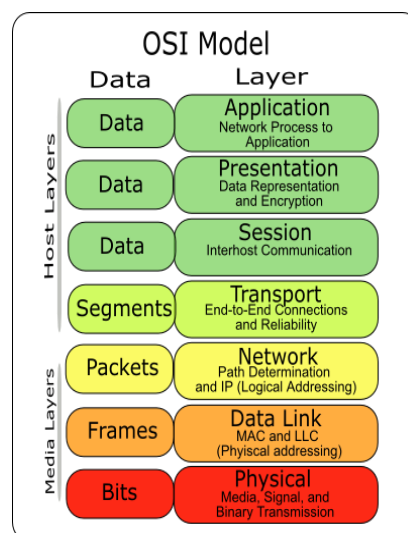 OSI Model
Data Layer
Host Layers
Data
Application
Network Process to
Application
Data
Presentation
Data Representation
and Encryption
Data
Session
Interhost Communication
Segments
Transport
End-to-End Connections
and Reliability
Media Layers
Packets
Network
Path Determination
and IP (Logical Addressing)
Frames
Data Link
MAC and LLC
(Phyiscal addressing)
Bits
Physical
Media, Signal, and
Binary Transmission